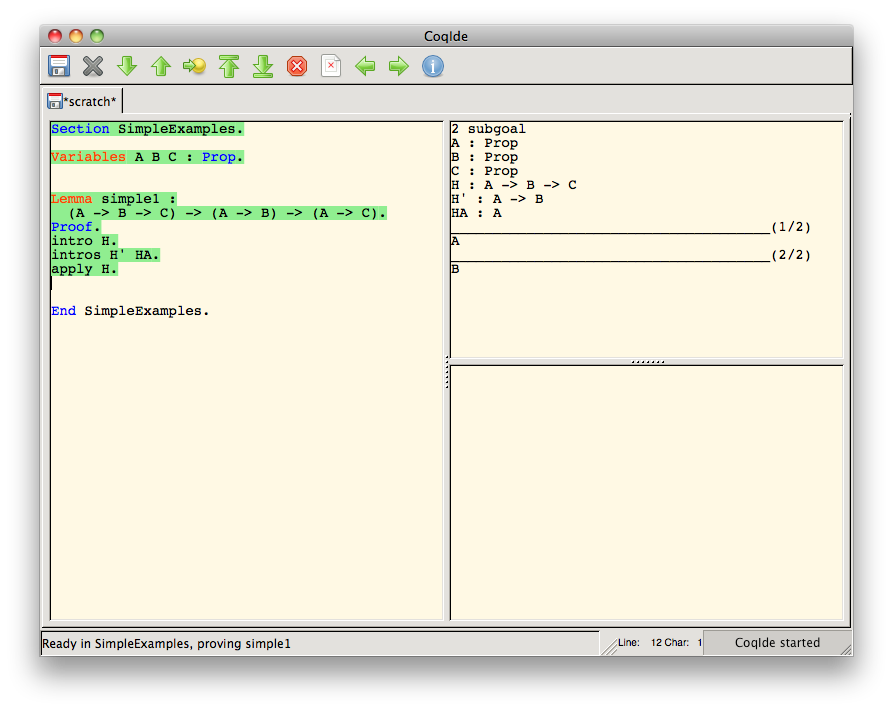 CoqIde
*scratch*
Section SimpleExamples.
Variables A B C : Prop.
Lemma simple1 :
(A -> B -> C) -> (A -> B) -> (A -> C).
Proof.
intro H.
intros H' HA.
apply H.
End SimpleExamples.
2 subgoal
A : Prop
B : Prop
C : Prop
H : A -> B -> C
H' : A -> B
HA : A
______________________________________(1/2)
A
______________________________________(2/2)
B
Ready in SimpleExamples, proving simple1
Line: 12 Char: 1
CoqIde started